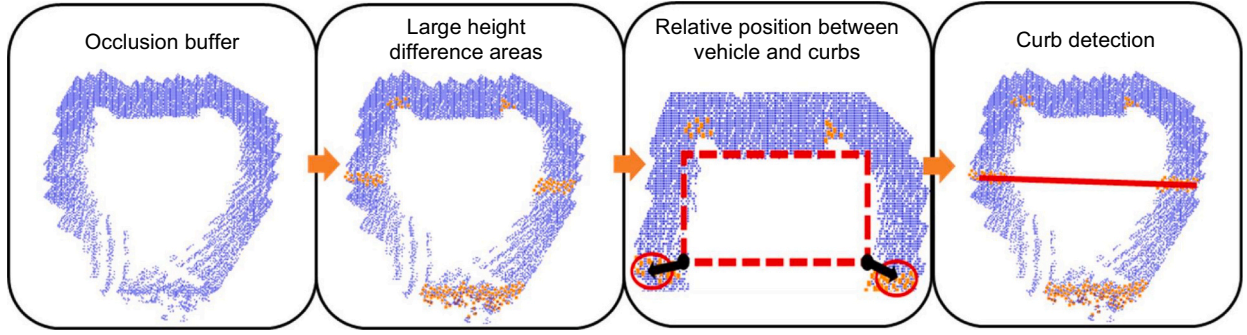 Occlusion buffer
Large height
difference areas
Relative position between
vehicle and curbs
Curb detection